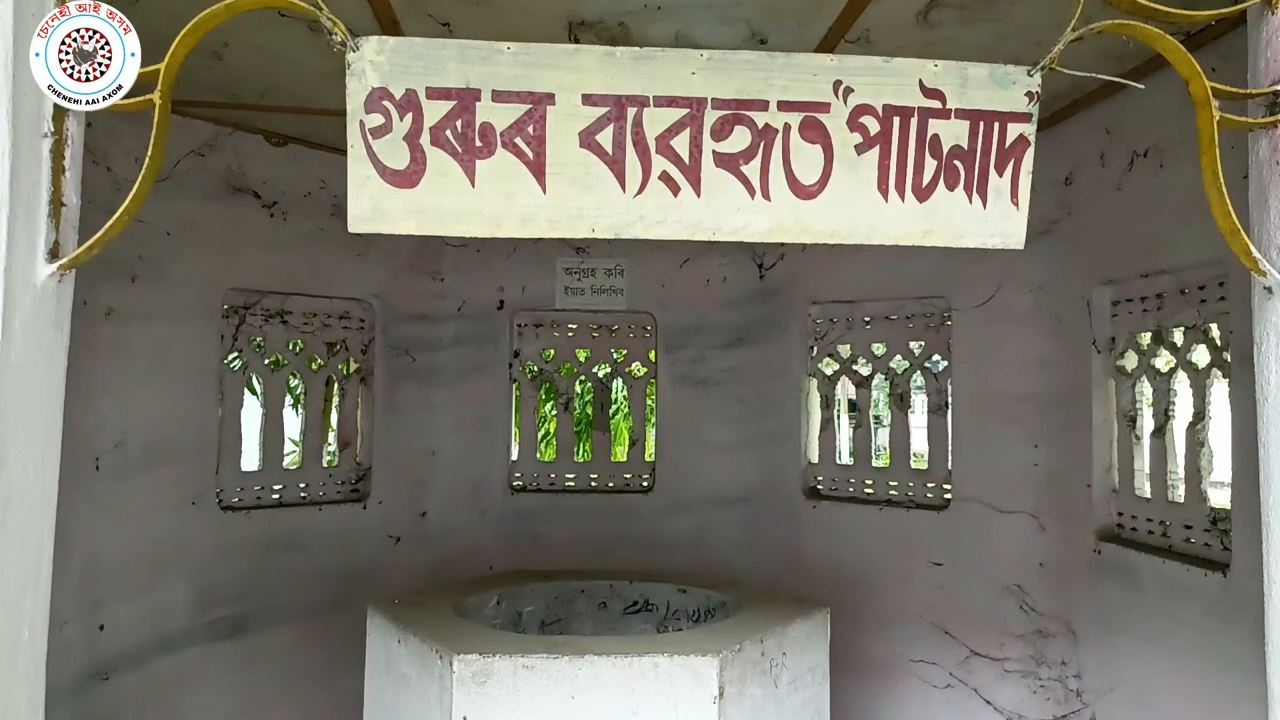 চেনেহী আই অসম
CHENEHI AAI AXOM
গুৰুৰ ব্যৱহৃত "পাটনাদ"
অনুগ্ৰহ কৰি
ইয়াত নিলিখিব
P+R